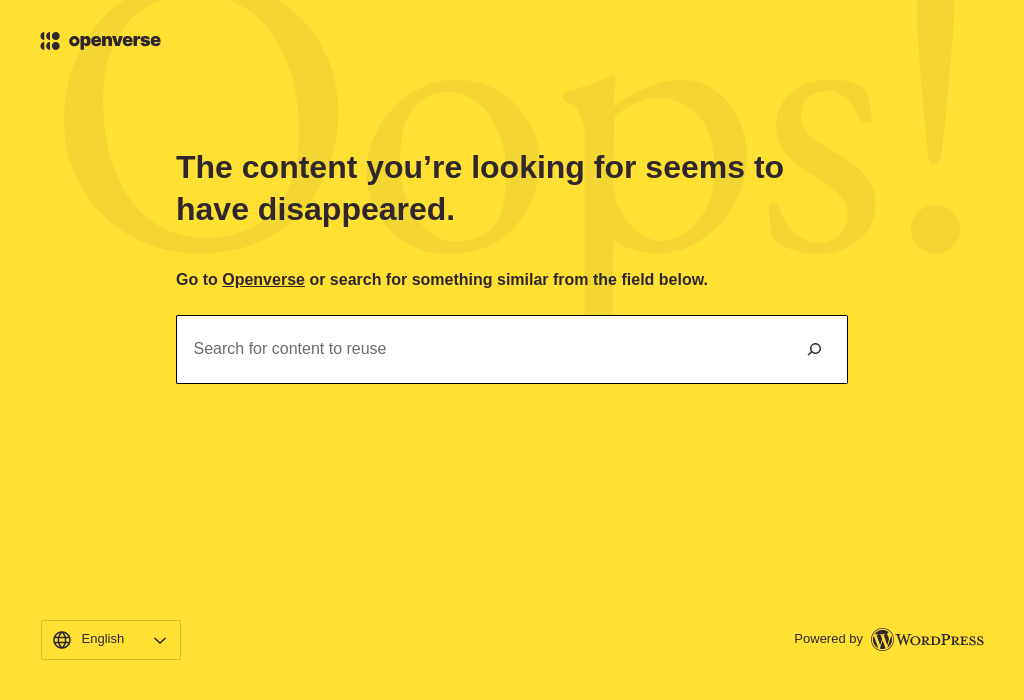 openverse
Oops!
The content you’re looking for seems to
have disappeared.
Go to Openverse or search for something similar from the field below.
Search for content to reuse
English
Powered by WordPress